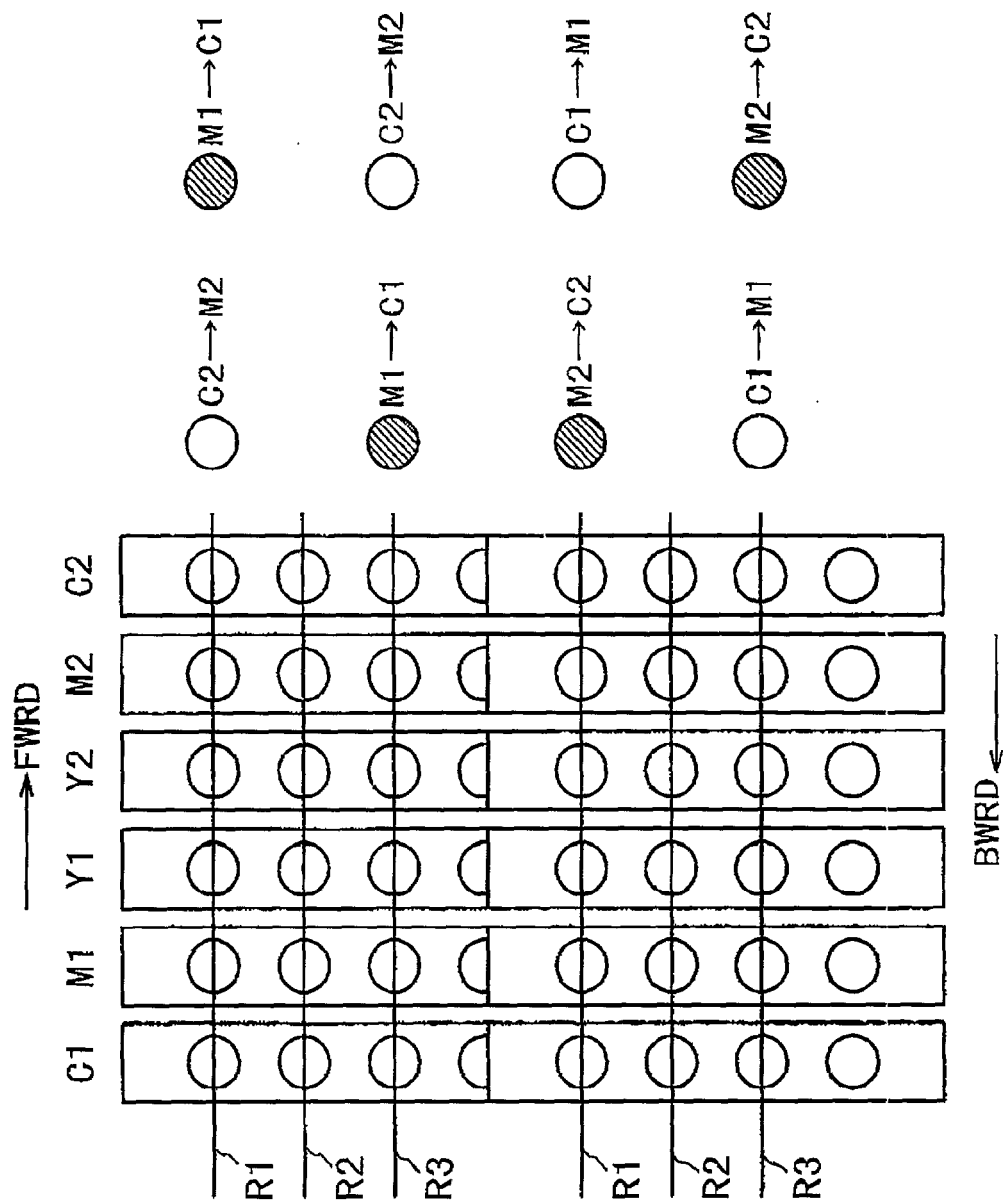 FWRD
C1 M1 Y1 Y2 M2 C2
C2→M2 M1→C1
M1→C1 C2→M2
M2→C2 C1→M1
C1→M1 M2→C2
R1
R2
R3
R1
R2
R3
BWRD